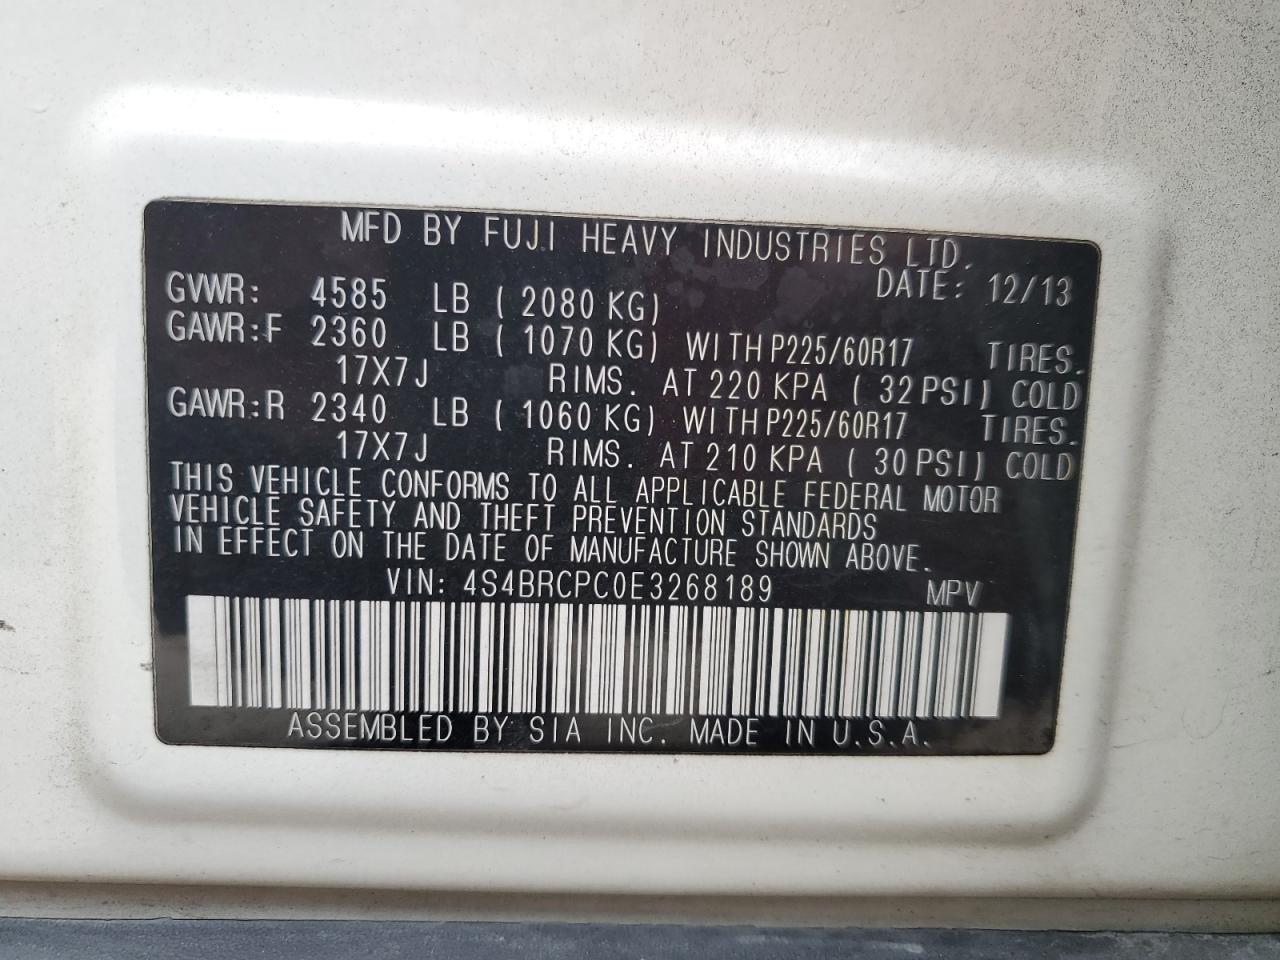 MFD BY FUJI HEAVY INDUSTRIES LTD.
DATE: 12/13
GVWR: 4585 LB ( 2080 KG)
GAWR:F 2360 LB ( 1070 KG) WITH P225/60R17 TIRES.
17X7J RIMS. AT 220 KPA ( 32 PSI) COLD
GAWR:R 2340 LB ( 1060 KG) WITH P225/60R17 TIRES.
17X7J RIMS. AT 210 KPA ( 30 PSI) COLD
THIS VEHICLE CONFORMS TO ALL APPLICABLE FEDERAL MOTOR
VEHICLE SAFETY AND THEFT PREVENTION STANDARDS
IN EFFECT ON THE DATE OF MANUFACTURE SHOWN ABOVE.
VIN: 4S4BRCPC0E3268189 MPV
ASSEMBLED BY SIA INC. MADE IN U.S.A.